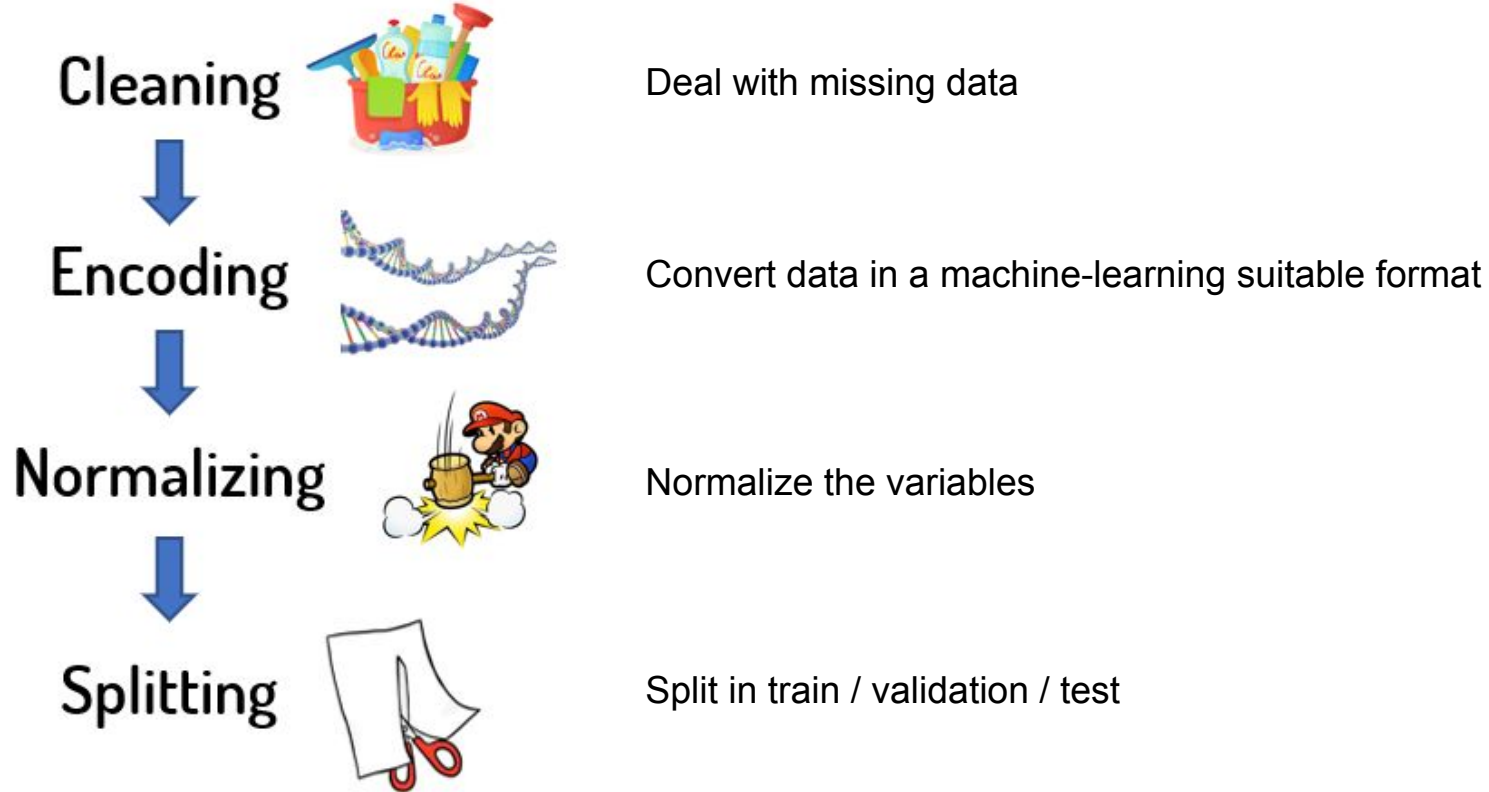 Cleaning
Deal with missing data
Encoding
Convert data in a machine-learning suitable format
Normalizing
Normalize the variables
Splitting
Split in train / validation / test